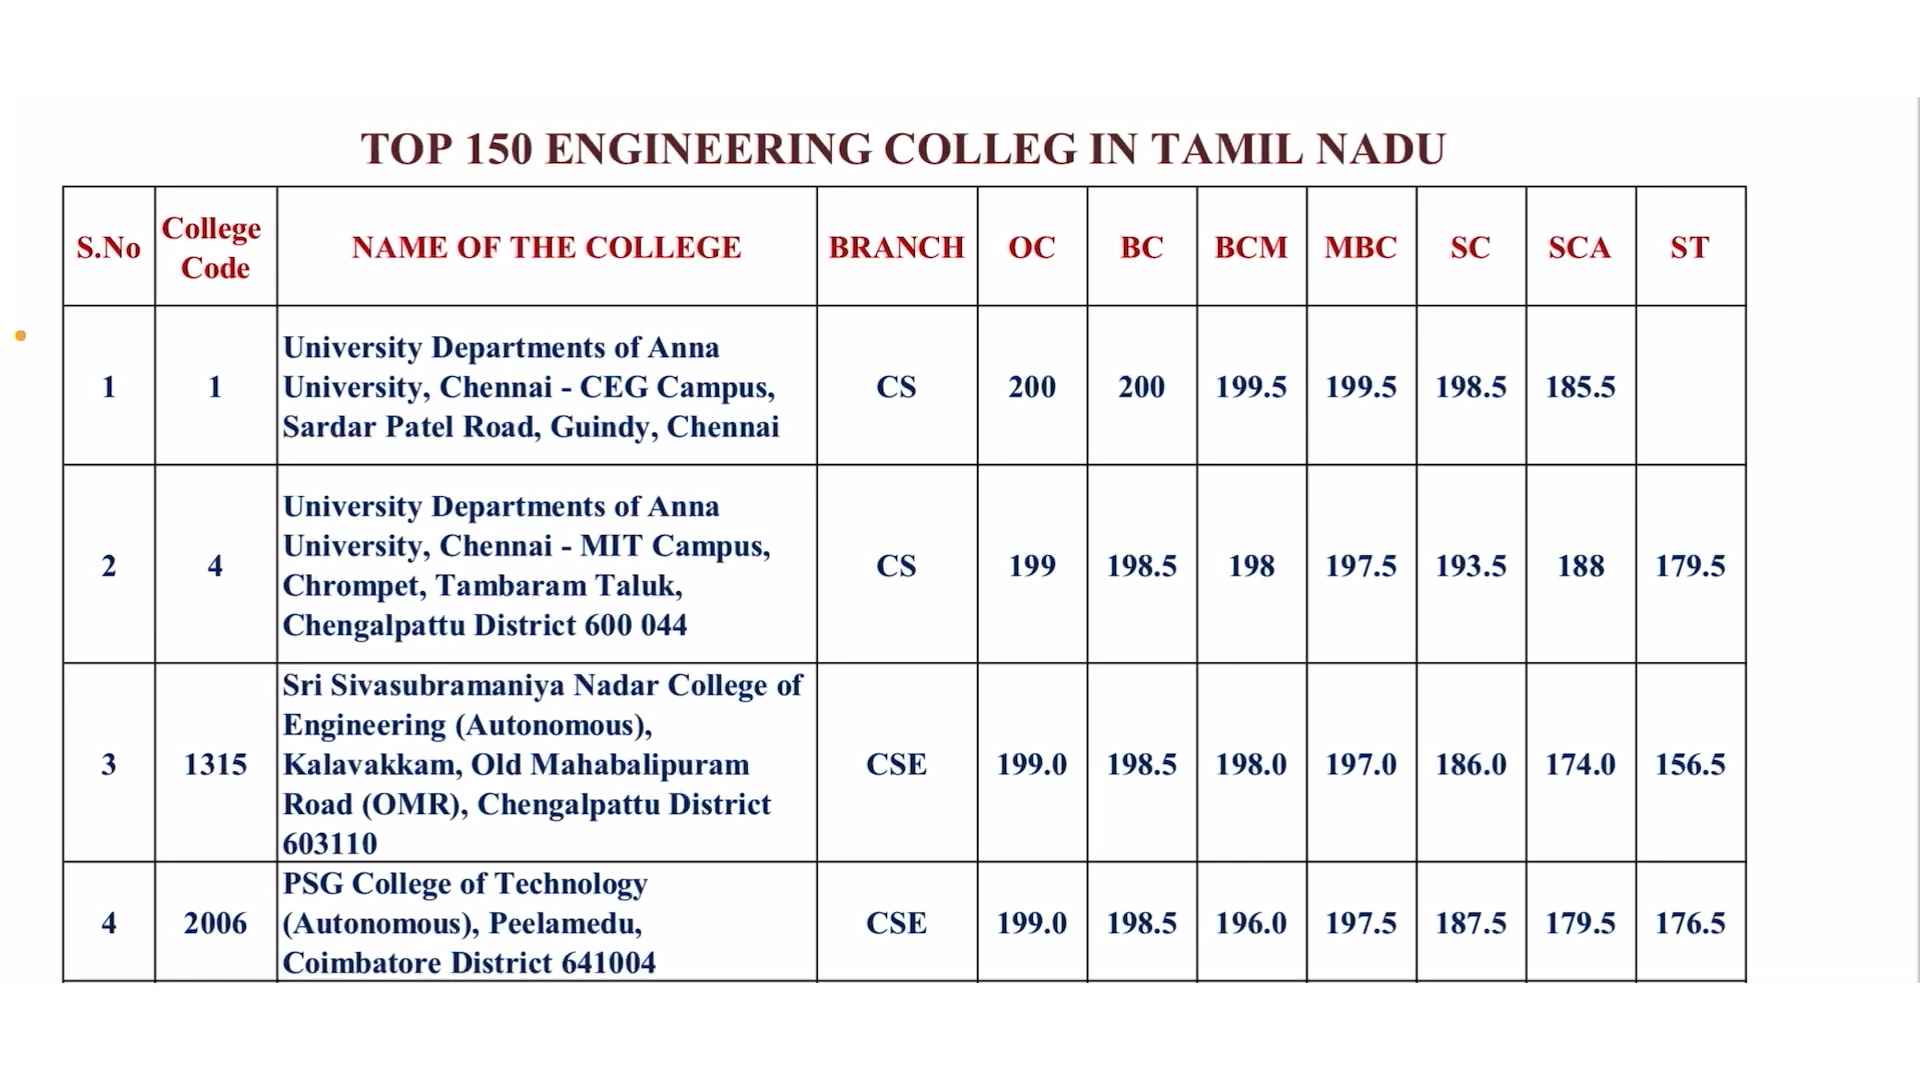 TOP 150 ENGINEERING COLLEG IN TAMIL NADU
S.No College Code NAME OF THE COLLEGE BRANCH OC BC BCM MBC SC SCA ST
1 1 University Departments of Anna
University, Chennai - CEG Campus,
Sardar Patel Road, Guindy, Chennai CS 200 200 199.5 199.5 198.5 185.5
2 4 University Departments of Anna
University, Chennai - MIT Campus,
Chrompet, Tambaram Taluk,
Chengalpattu District 600 044 CS 199 198.5 198 197.5 193.5 188 179.5
3 1315 Sri Sivasubramaniya Nadar College of
Engineering (Autonomous),
Kalavakkam, Old Mahabalipuram
Road (OMR), Chengalpattu District
603110 CSE 199.0 198.5 198.0 197.0 186.0 174.0 156.5
4 2006 PSG College of Technology
(Autonomous), Peelamedu,
Coimbatore District 641004 CSE 199.0 198.5 196.0 197.5 187.5 179.5 176.5